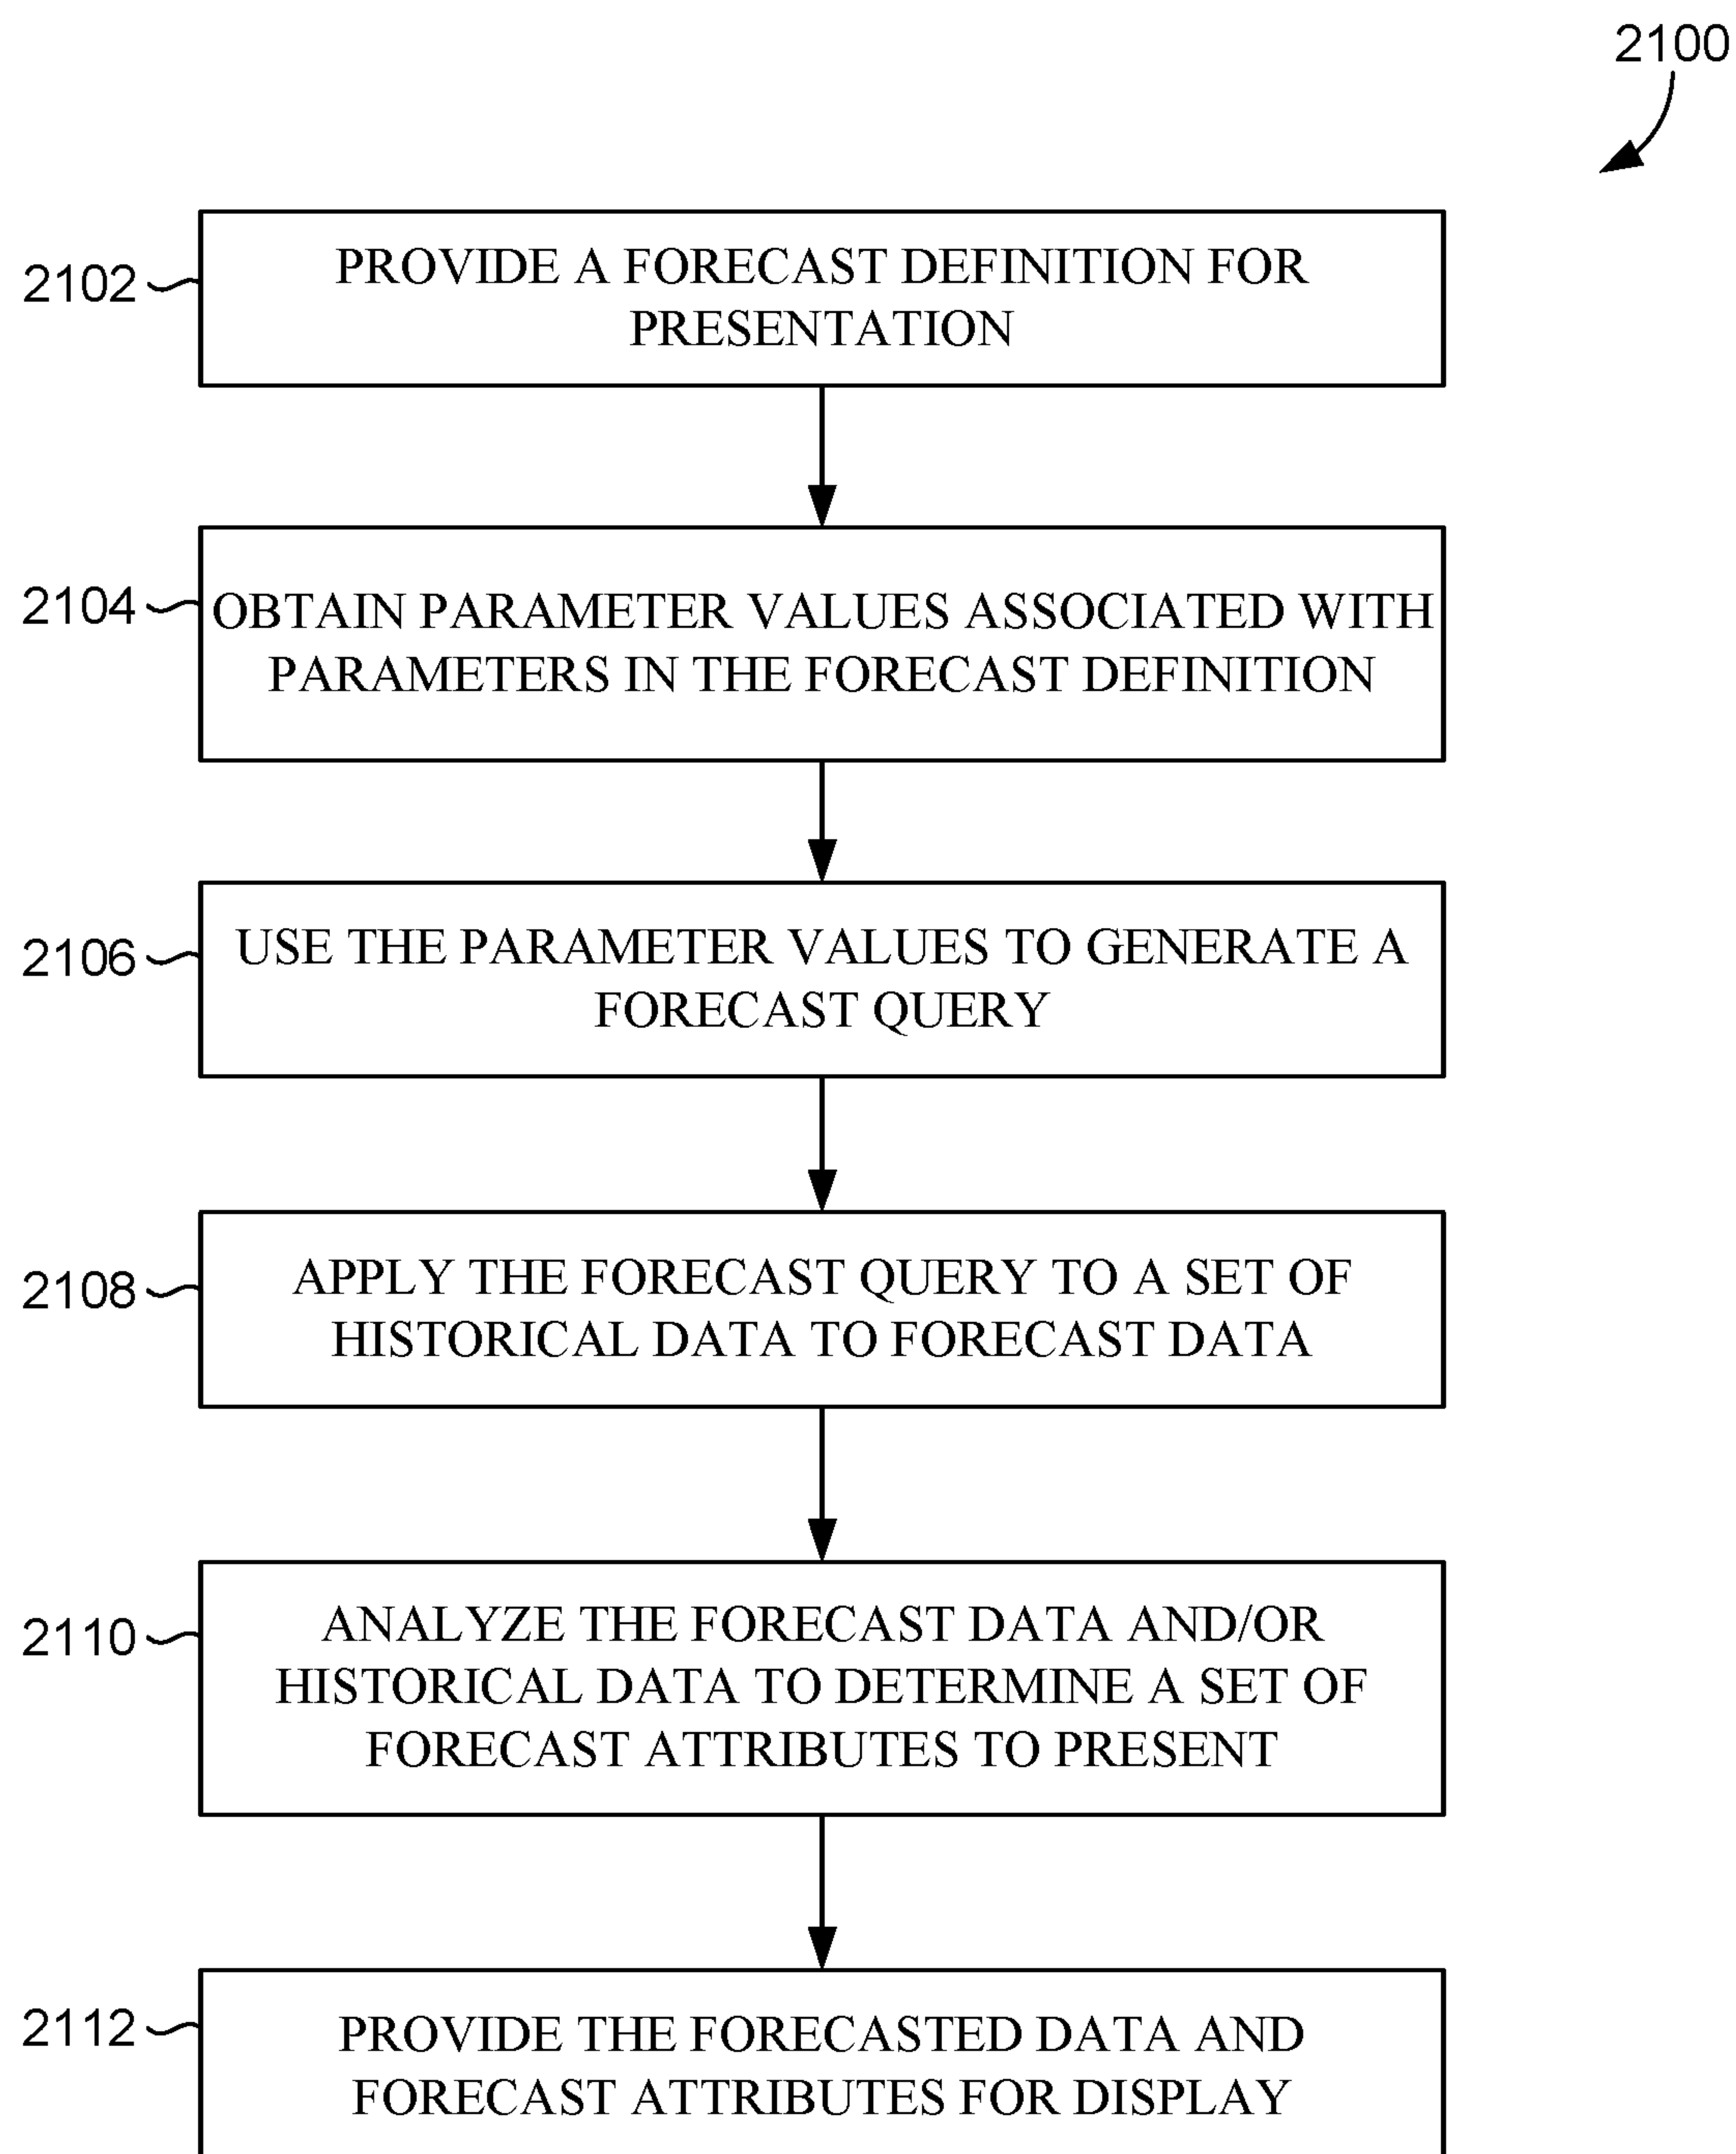 2100
2102
PROVIDE A FORECAST DEFINITION FOR
PRESENTATION
2104
OBTAIN PARAMETER VALUES ASSOCIATED WITH
PARAMETERS IN THE FORECAST DEFINITION
2106
USE THE PARAMETER VALUES TO GENERATE A
FORECAST QUERY
2108
APPLY THE FORECAST QUERY TO A SET OF
HISTORICAL DATA TO FORECAST DATA
2110
ANALYZE THE FORECAST DATA AND/OR
HISTORICAL DATA TO DETERMINE A SET OF
FORECAST ATTRIBUTES TO PRESENT
2112
PROVIDE THE FORECASTED DATA AND
FORECAST ATTRIBUTES FOR DISPLAY